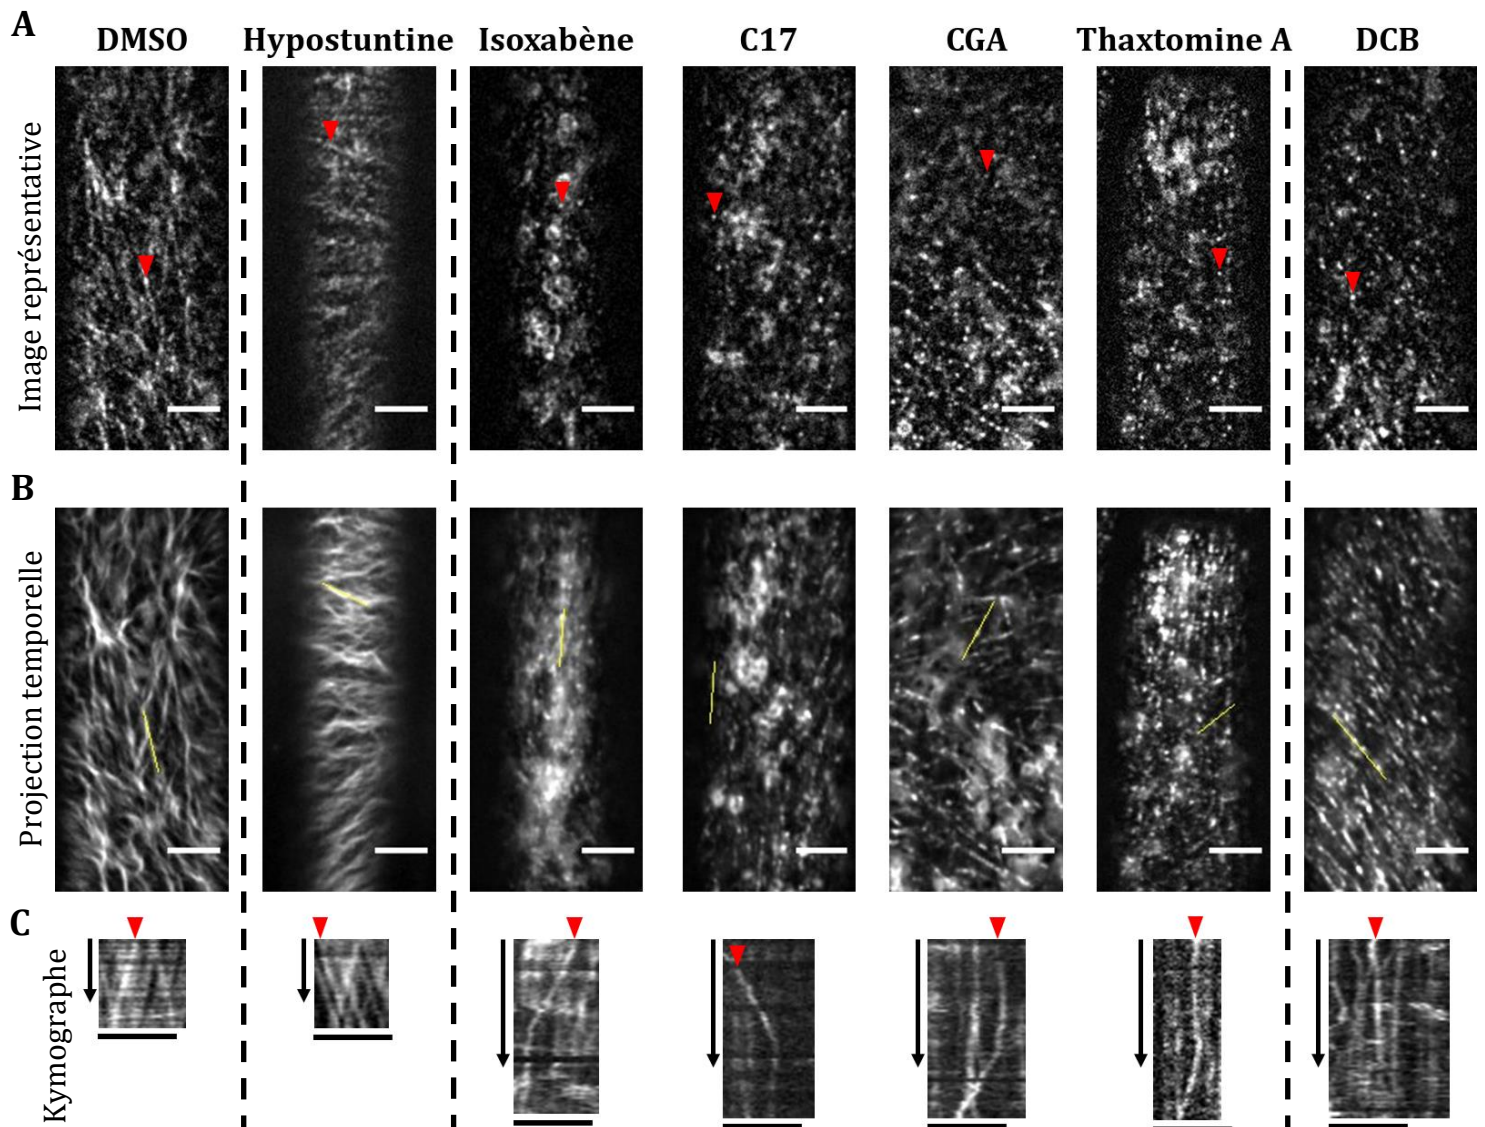 A
DMSO Hypostuntine Isoxabène C17 CGA Thaxtomine A DCB
Image représentative
B
Projection temporelle
C
Kymographe